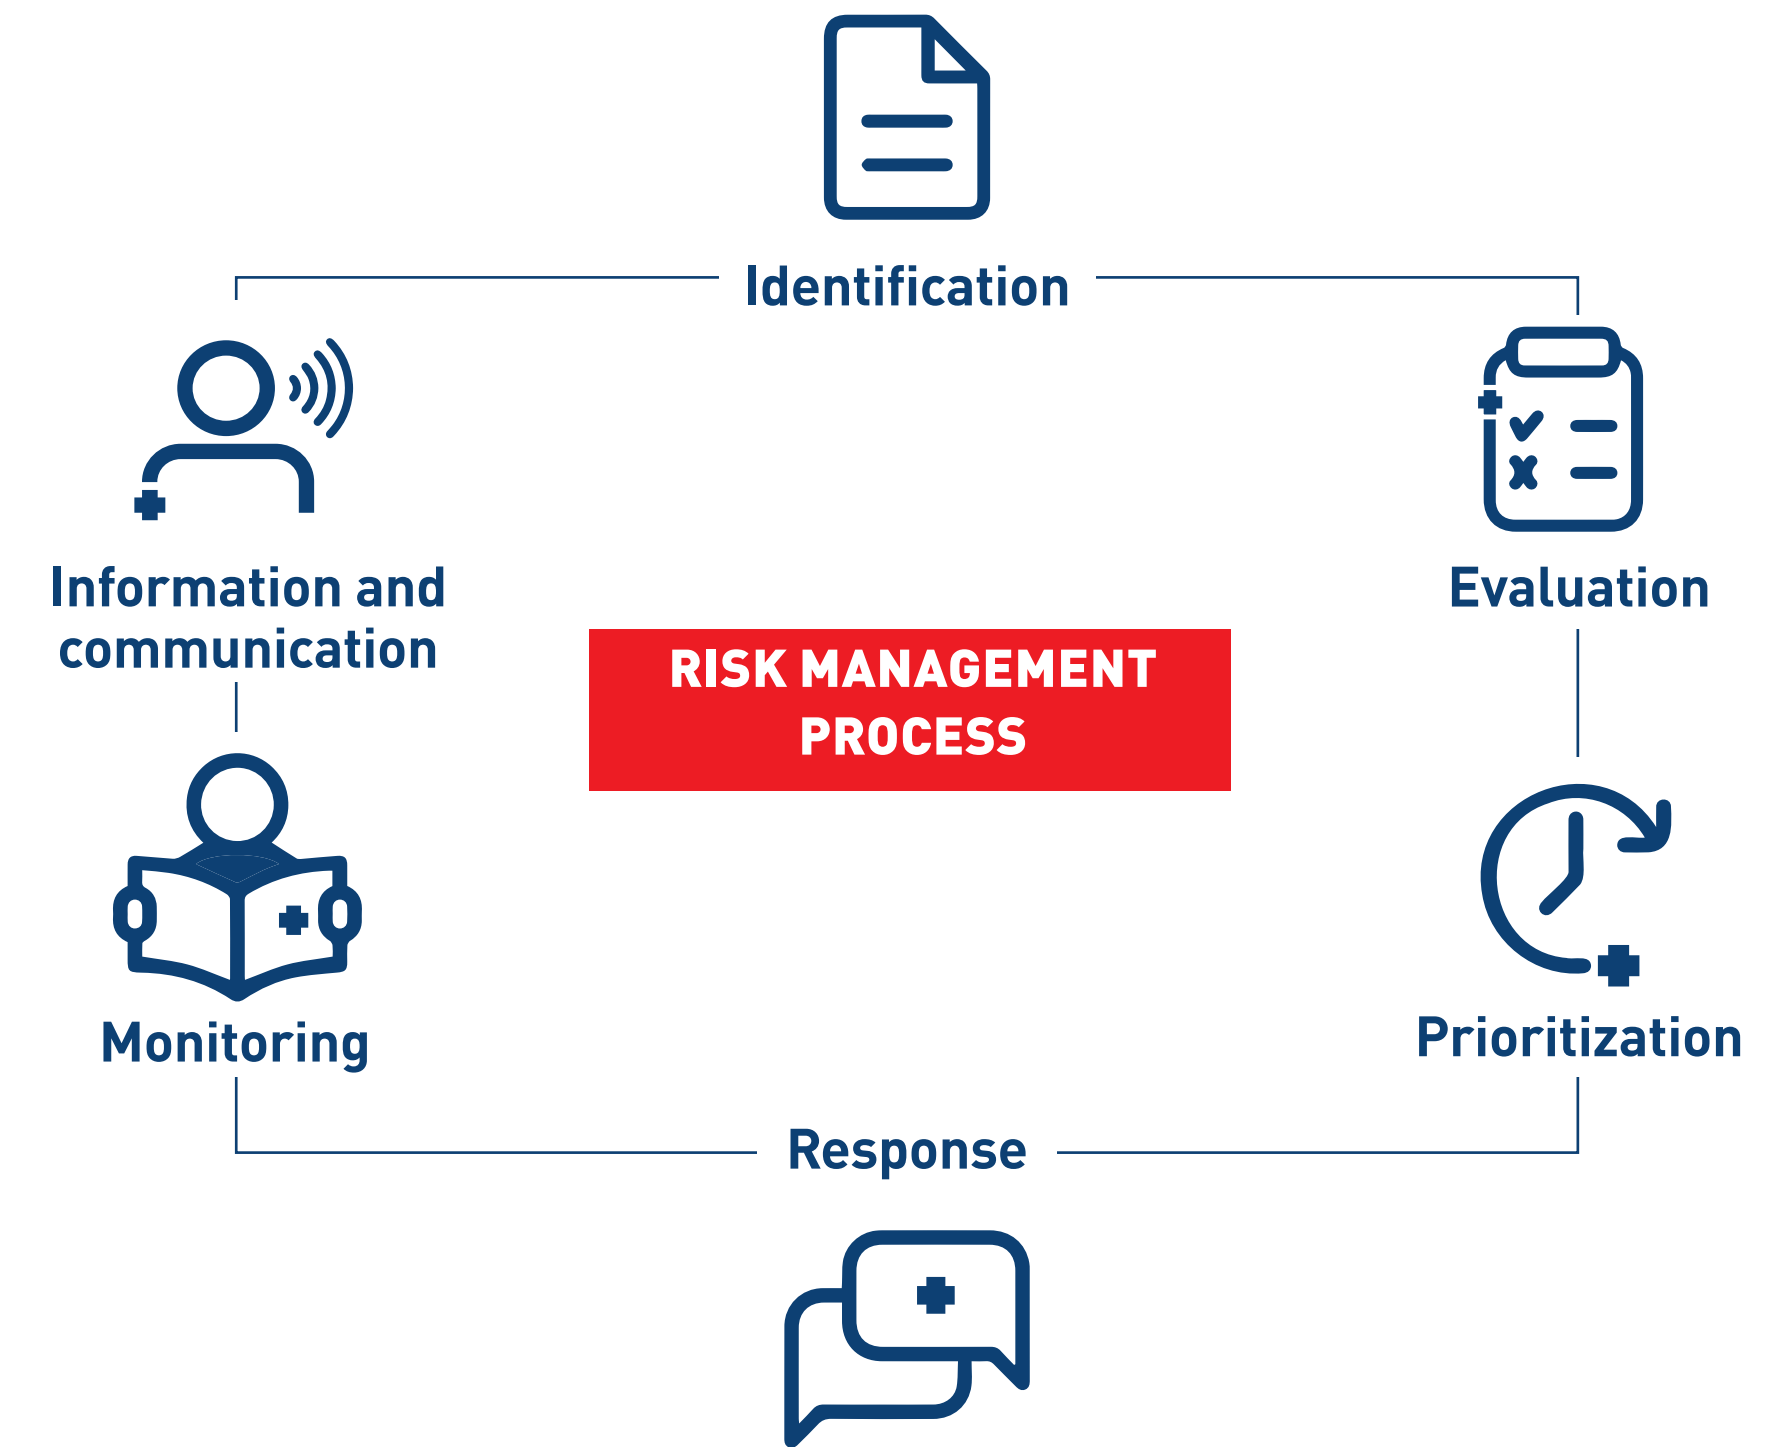 Identification
Information and
communication
Evaluation
RISK MANAGEMENT
PROCESS
Monitoring
Prioritization
Response